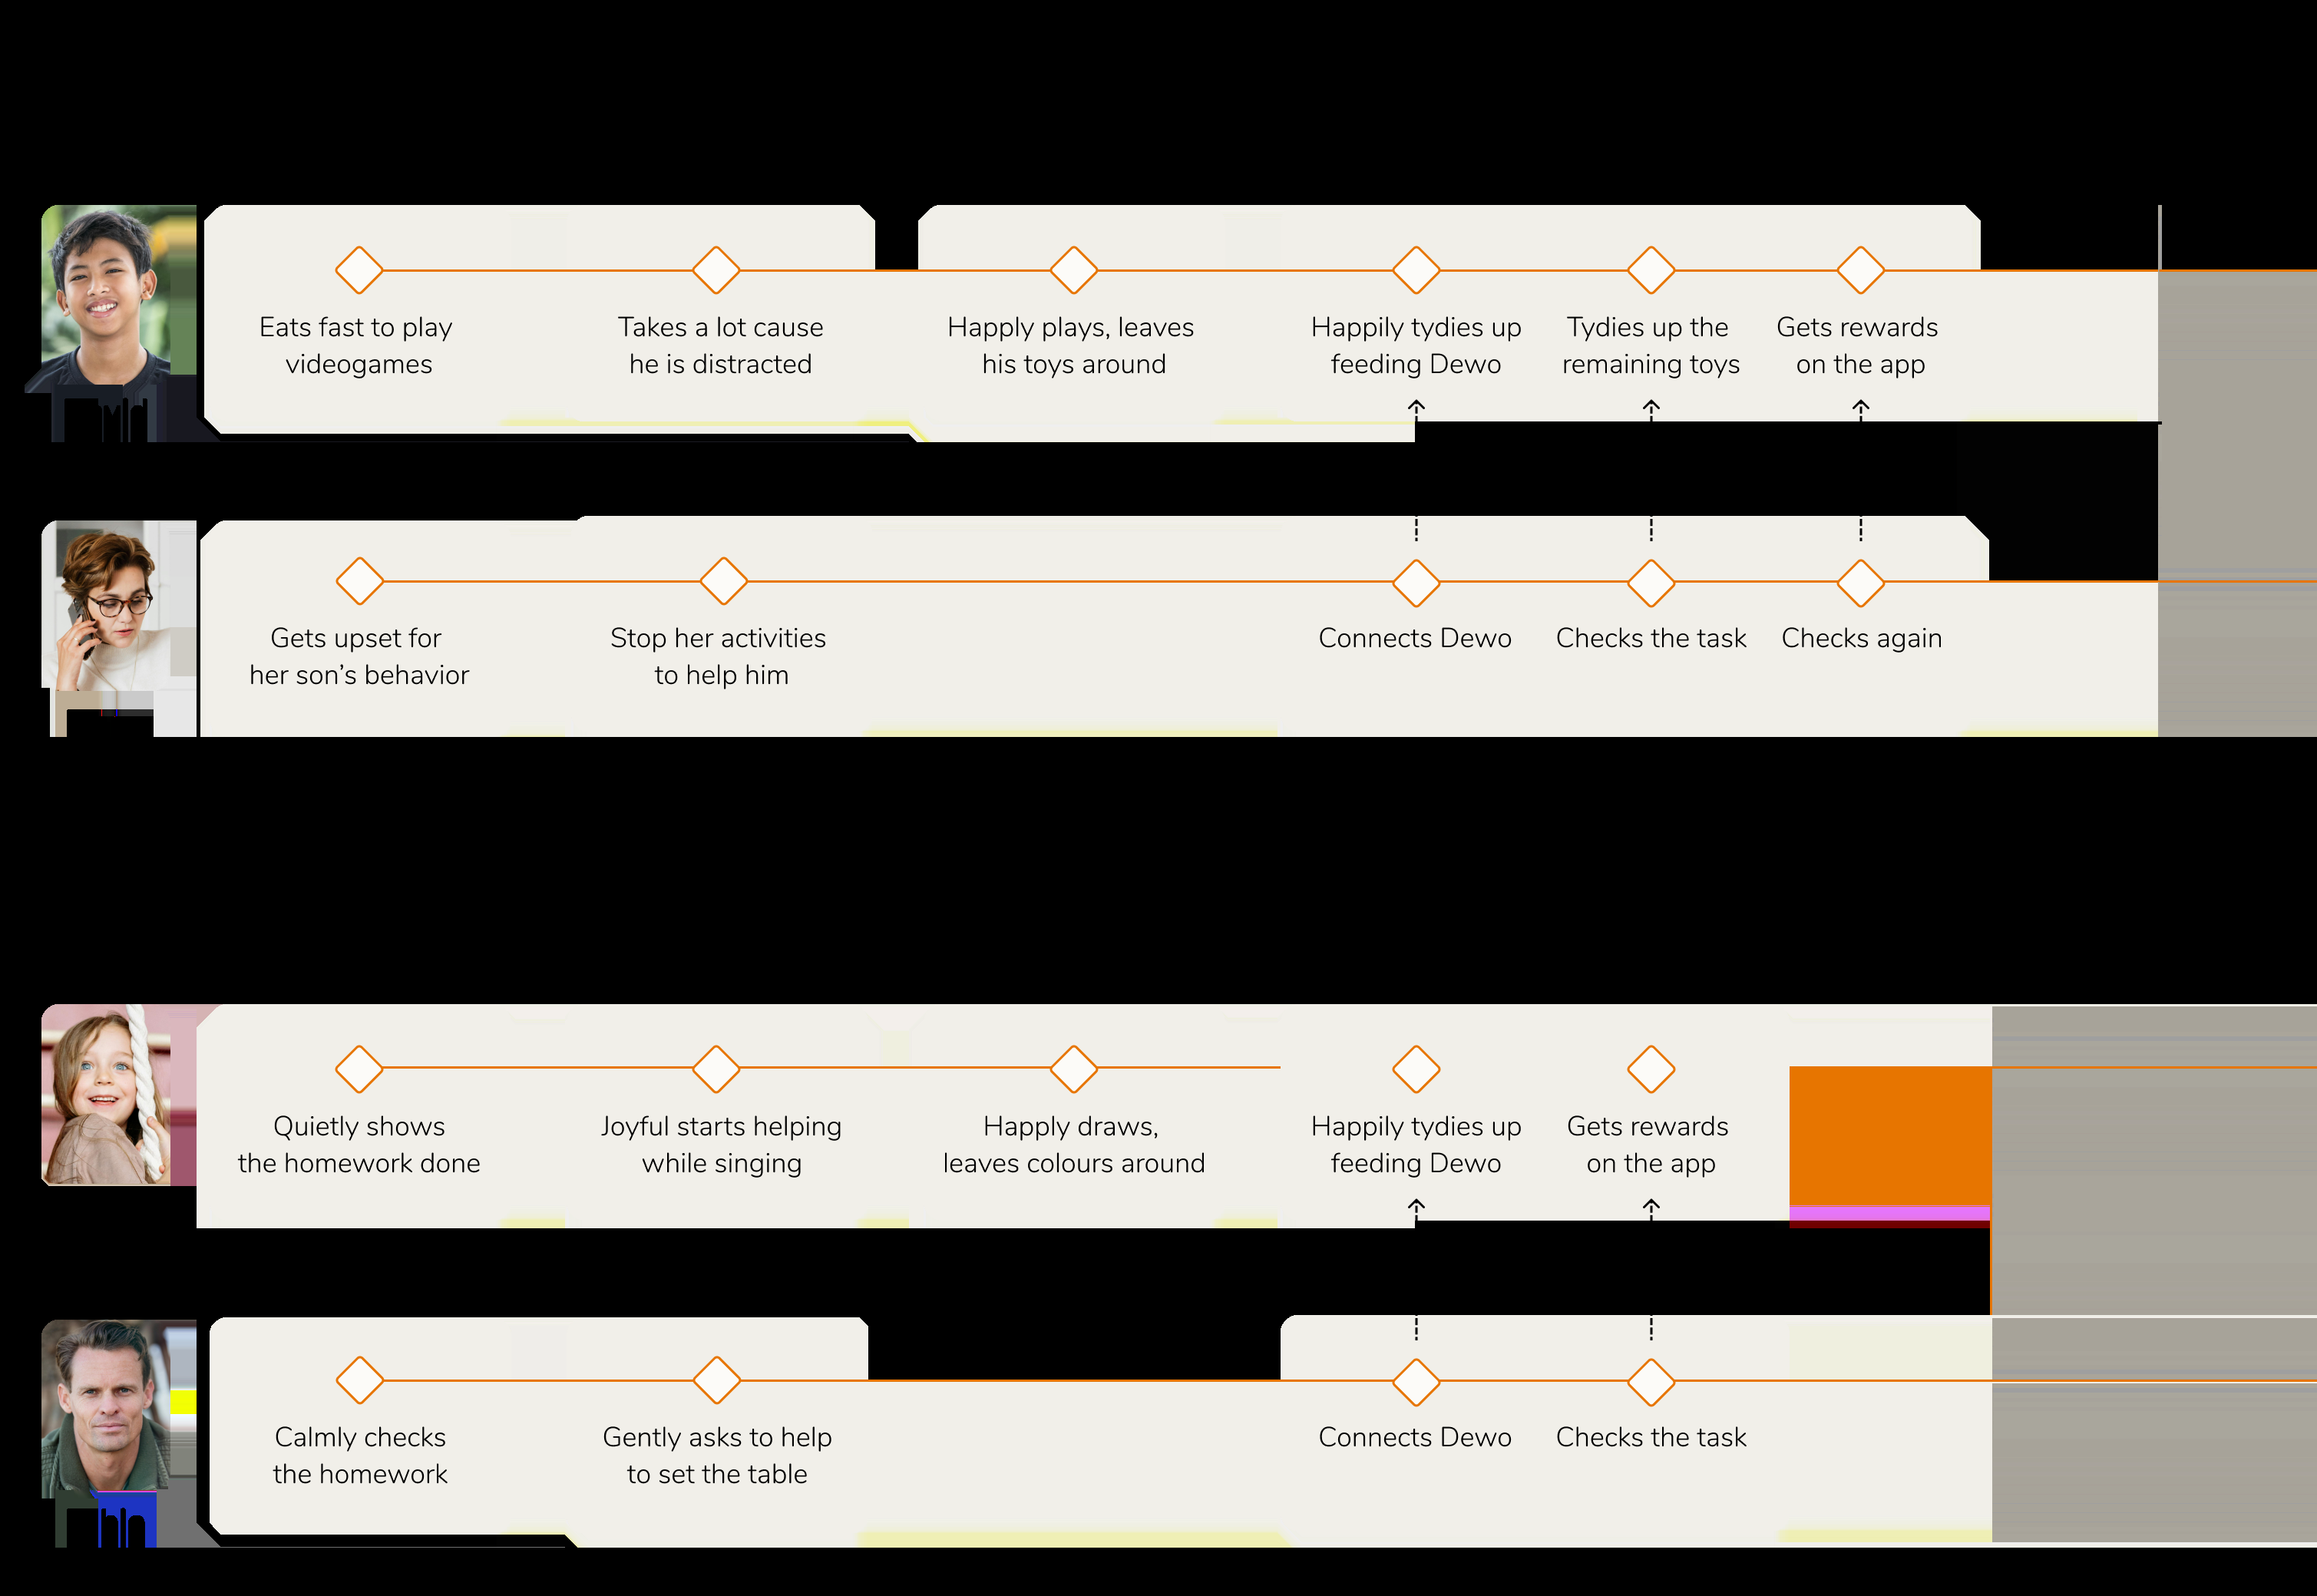 Eats fast to play
videogames
Takes a lot cause
he is distracted
Happly plays, leaves
his toys around
Happily tydies up
feeding Dewo
Tydies up the
remaining toys
Gets rewards
on the app
Gets upset for
her son's behavior
Stop her activities
to help him
Connects Dewo
Checks the task
Checks again
Quietly shows
the homework done
Joyful starts helping
while singing
Happly draws,
leaves colours around
Happily tydies up
feeding Dewo
Gets rewards
on the app
Calmly checks
the homework
Gently asks to help
to set the table
Connects Dewo
Checks the task